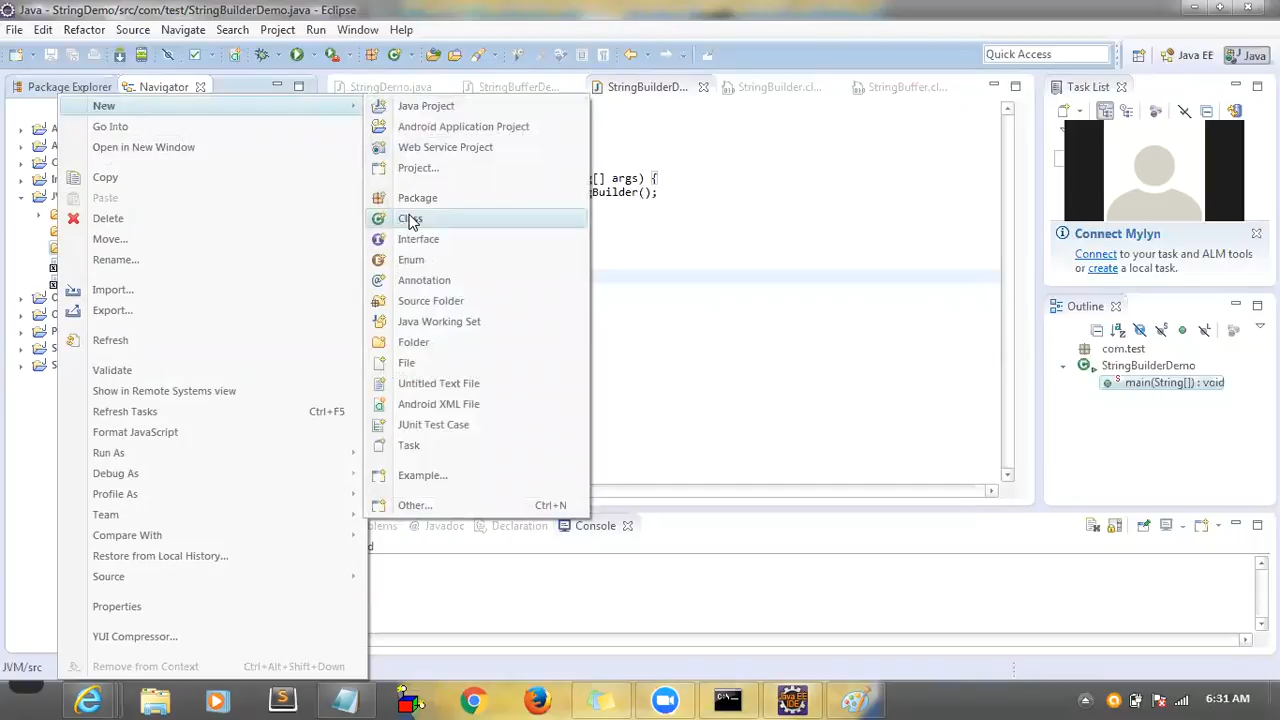 Java - StringDemo/src/com/test/StringBuilderDemo.java - Eclipse
File Edit Refactor Source Navigate Search Project Run Window Help
Quick Access
Java EE
Java
Package Explorer
Navigator
StringDemo.java
StringBufferDe...
StringBuilderD...
StringBuilder.cl...
StringBuffer.cl...
Task List
New
Go Into
Open in New Window
Copy
Paste
Delete
Move...
Rename...
Import...
Export...
Refresh
Validate
Show in Remote Systems view
Refresh Tasks Ctrl+F5
Format JavaScript
Run As
Debug As
Profile As
Team
Compare With
Restore from Local History...
Source
Properties
YUI Compressor...
Remove from Context Ctrl+Alt+Shift+Down
Java Project
Android Application Project
Web Service Project
Project...
Package
Class
Interface
Enum
Annotation
Source Folder
Java Working Set
Folder
File
Untitled Text File
Android XML File
JUnit Test Case
Task
Example...
Other... Ctrl+N
[] args) {
Builder();
Connect Mylyn
Connect to your task and ALM tools
or create a local task.
Outline
com.test
StringBuilderDemo
main(String[]) : void
Javadoc
Declaration
Console
JVM/src
6:31 AM